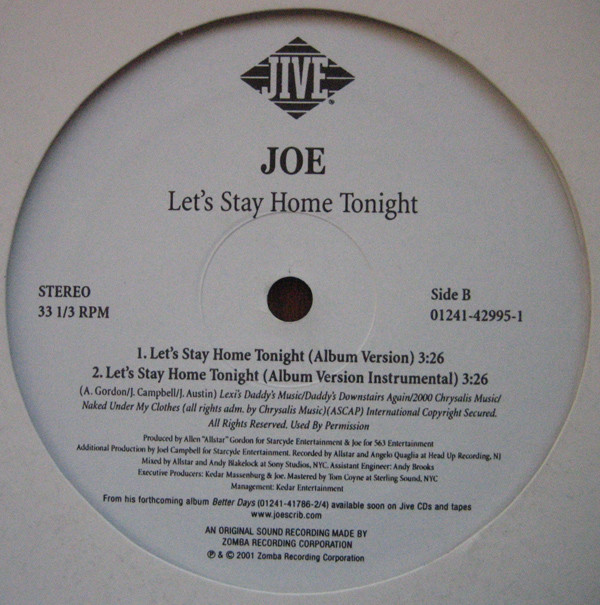 JIVE
JOE
Let's Stay Home Tonight
STEREO
33 1/3 RPM
Side B
01241-42995-1
1. Let's Stay Home Tonight (Album Version) 3:26
2. Let's Stay Home Tonight (Album Version Instrumental) 3:26
(A. Gordon/J. Campbell/J. Austin) Lexi's Daddy's Music/Daddy's Downstairs Again/2000 Chrysalis Music/
Naked Under My Clothes (all rights adm. by Chrysalis Music)(ASCAP) International Copyright Secured.
All Rights Reserved. Used By Permission
Produced by Allen "Allstar" Gordon for Starcyde Entertainment & Joe for 563 Entertainment
Additional Production by Joel Campbell for Starcyde Entertainment. Recorded by Allstar and Angelo Quaglia at Head Up Recording, NJ
Mixed by Allstar and Andy Blakelock at Sony Studios, NYC. Assistant Engineer: Andy Brooks
Executive Producers: Kedar Massenburg & Joe. Mastered by Tom Coyne at Sterling Sound, NYC
Management: Kedar Entertainment
From his forthcoming album Better Days (01241-41786-2/4) available soon on Jive CDs and tapes
www.joescrib.com
AN ORIGINAL SOUND RECORDING MADE BY
ZOMBA RECORDING CORPORATION
℗ & © 2001 Zomba Recording Corporation